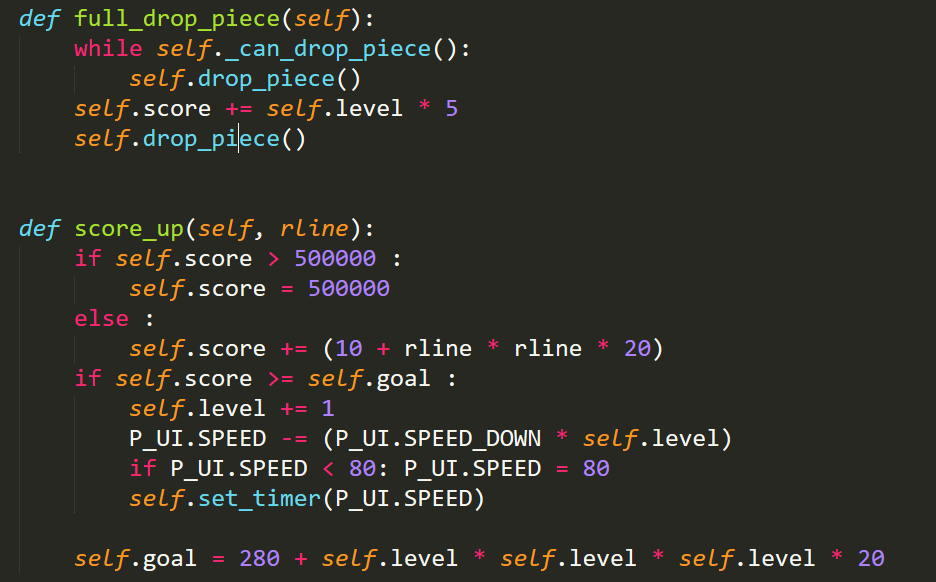 def full_drop_piece(self):
    while self._can_drop_piece():
        self.drop_piece()
    self.score += self.level * 5
    self.drop_piece()
def score_up(self, rline):
    if self.score > 500000 :
        self.score = 500000
    else :
        self.score += (10 + rline * rline * 20)
    if self.score >= self.goal :
        self.level += 1
        P_UI.SPEED -= (P_UI.SPEED_DOWN * self.level)
        if P_UI.SPEED < 80: P_UI.SPEED = 80
        self.set_timer(P_UI.SPEED)
    self.goal = 280 + self.level * self.level * self.level * 20